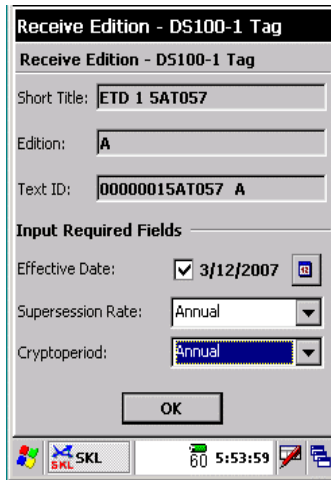 Receive Edition - DS100-1 Tag
Receive Edition - DS100-1 Tag
Short Title: ETD 1 5AT057
Edition: A
Text ID: 00000015AT057 A
Input Required Fields
Effective Date: 3/12/2007 12
Supersession Rate: Annual
Cryptoperiod: Annual
OK
SKL SKL 60 5:53:59